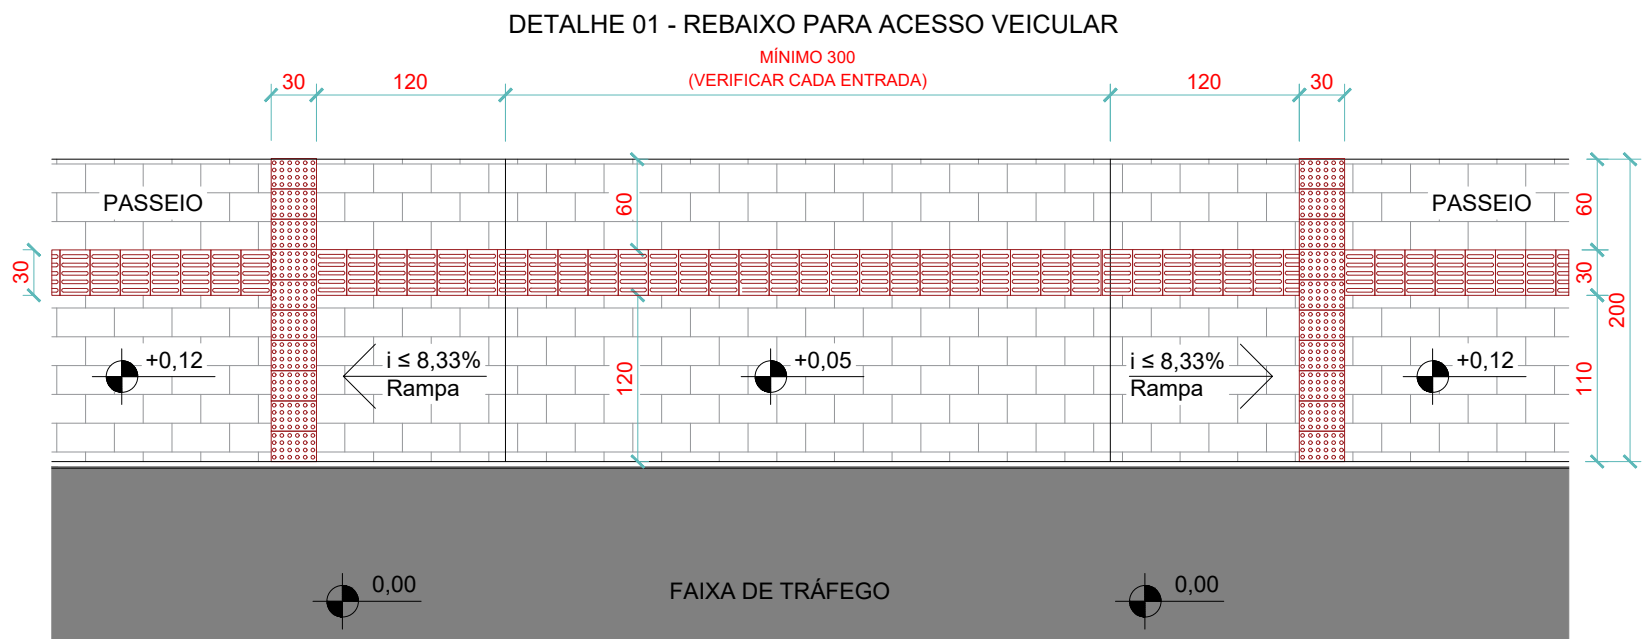 DETALHE 01 - REBAIXO PARA ACESSO VEICULAR
MÍNIMO 300
(VERIFICAR CADA ENTRADA)
30
120
120
30
PASSEIO
60
PASSEIO
60
30
30
200
+0,12
i ≤ 8,33%
Rampa
120
+0,05
i ≤ 8,33%
Rampa
+0,12
110
0,00
FAIXA DE TRÁFEGO
0,00